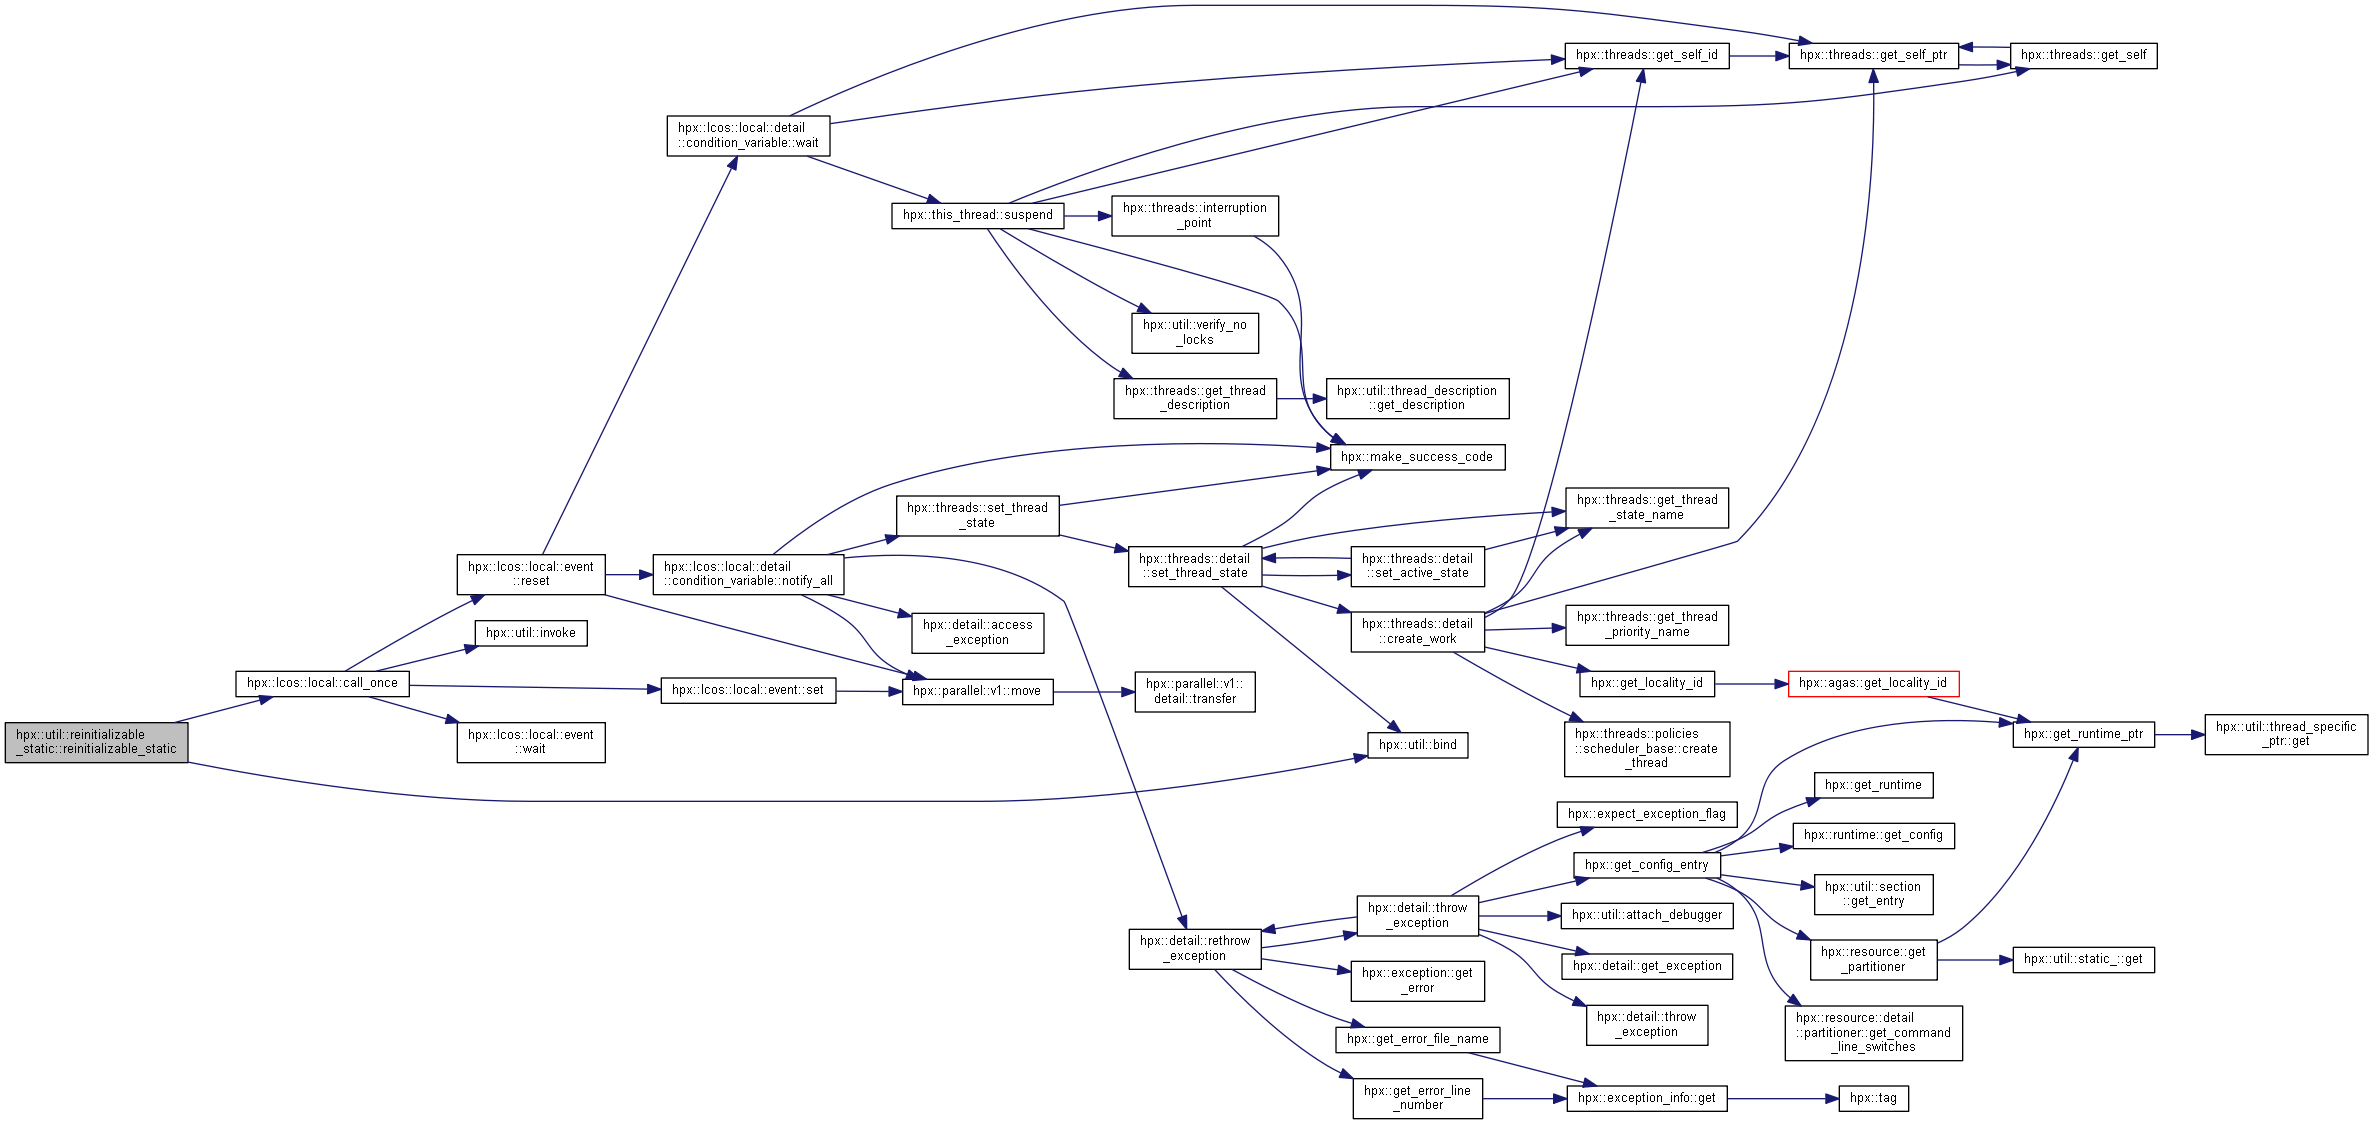 hpx::util::reinitializable
_static::reinitializable_static
hpx::lcos::local::call_once
hpx::lcos::local::event
::reset
hpx::util::invoke
hpx::lcos::local::event::set
hpx::lcos::local::event
::wait
hpx::lcos::local::detail
::condition_variable::wait
hpx::lcos::local::detail
::condition_variable::notify_all
hpx::this_thread::suspend
hpx::threads::set_thread
_state
hpx::detail::access
_exception
hpx::parallel::v1::move
hpx::threads::interruption
_point
hpx::util::verify_no
_locks
hpx::threads::get_thread
_description
hpx::threads::detail
::set_thread_state
hpx::parallel::v1::
detail::transfer
hpx::detail::rethrow
_exception
hpx::util::thread_description
::get_description
hpx::make_success_code
hpx::threads::detail
::set_active_state
hpx::threads::detail
::create_work
hpx::util::bind
hpx::detail::throw
_exception
hpx::exception::get
_error
hpx::get_error_file_name
hpx::get_error_line
_number
hpx::threads::get_self_id
hpx::threads::get_thread
_state_name
hpx::threads::get_thread
_priority_name
hpx::get_locality_id
hpx::threads::policies
::scheduler_base::create
_thread
hpx::expect_exception_flag
hpx::get_config_entry
hpx::util::attach_debugger
hpx::detail::get_exception
hpx::detail::throw
_exception
hpx::exception_info::get
hpx::threads::get_self_ptr
hpx::agas::get_locality_id
hpx::get_runtime
hpx::runtime::get_config
hpx::util::section
::get_entry
hpx::resource::get
_partitioner
hpx::resource::detail
::partitioner::get_command
_line_switches
hpx::tag
hpx::threads::get_self
hpx::get_runtime_ptr
hpx::util::static_::get
hpx::util::thread_specific
_ptr::get